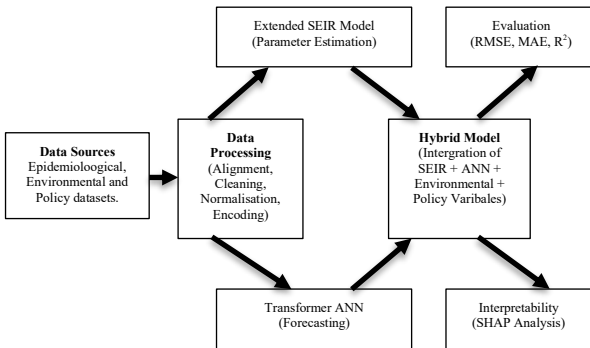 Extended SEIR Model
(Parameter Estimation)
Evaluation
(RMSE, MAE, R²)
Data Sources
Epidemioloogical,
Environmental and
Policy datasets.
Data
Processing
(Alignment,
Cleaning,
Normalisation,
Encoding)
Hybrid Model
(Intergration of
SEIR + ANN +
Environmental +
Policy Varibales)
Transformer ANN
(Forecasting)
Interpretability
(SHAP Analysis)